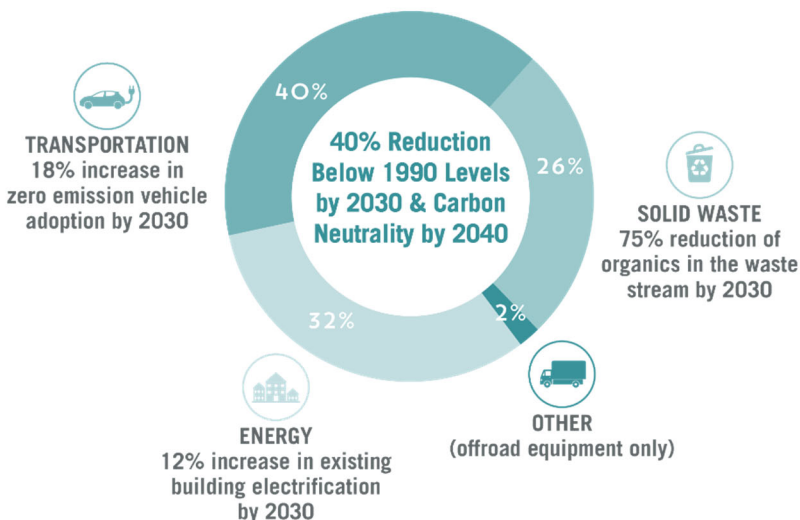 40%
26%
32%
2%
40% Reduction
Below 1990 Levels
by 2030 & Carbon
Neutrality by 2040
TRANSPORTATION
18% increase in
zero emission vehicle
adoption by 2030
SOLID WASTE
75% reduction of
organics in the waste
stream by 2030
ENERGY
12% increase in existing
building electrification
by 2030
OTHER
(offroad equipment only)